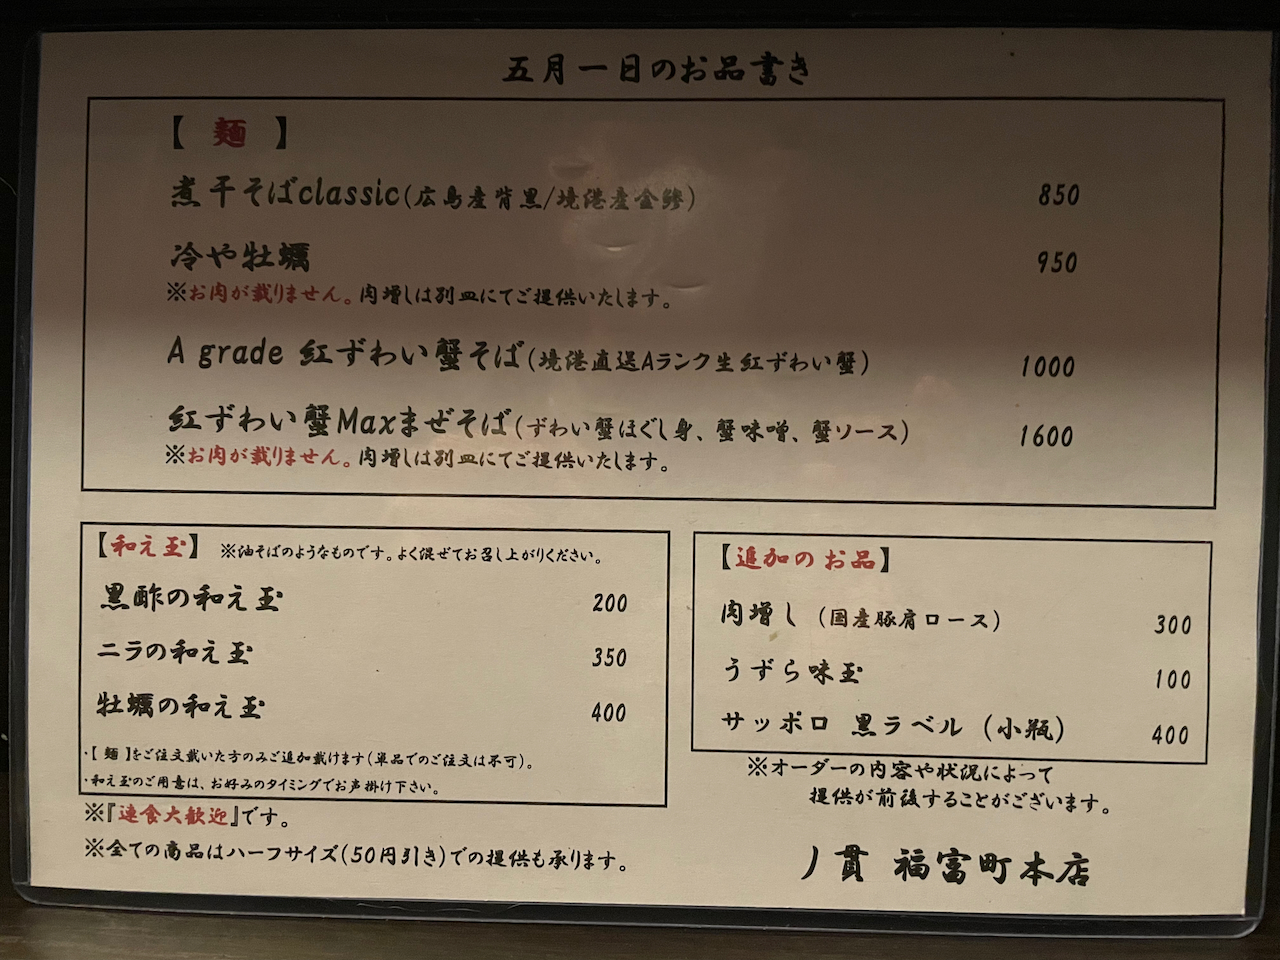 五月一日のお品書き
【 麺 】
煮干そばclassic(広島産背黒/境港産金鯵) 850
冷や牡蠣 950
※お肉が載りません。肉増しは別皿にてご提供いたします。
A grade 紅ずわい蟹そば(境港直送Aランク生紅ずわい蟹) 1000
紅ずわい蟹Maxまぜそば(ずわい蟹ほぐし身、蟹味噌、蟹ソース) 1600
※お肉が載りません。肉増しは別皿にてご提供いたします。
【和え玉】 ※油そばのようなものです。よく混ぜてお召し上がりください。
黒酢の和え玉 200
ニラの和え玉 350
牡蠣の和え玉 400
・【 麺 】をご注文戴いた方のみご追加戴けます(単品でのご注文は不可)。
・和え玉のご用意は、お好みのタイミングでお声掛け下さい。
※『速食大歓迎』です。
※全ての商品はハーフサイズ(50円引き)での提供も承ります。
【追加のお品】
肉増し (国産豚肩ロース) 300
うずら味玉 100
サッポロ 黒ラベル (小瓶) 400
※オーダーの内容や状況によって
提供が前後することがございます。
丿貫 福富町本店